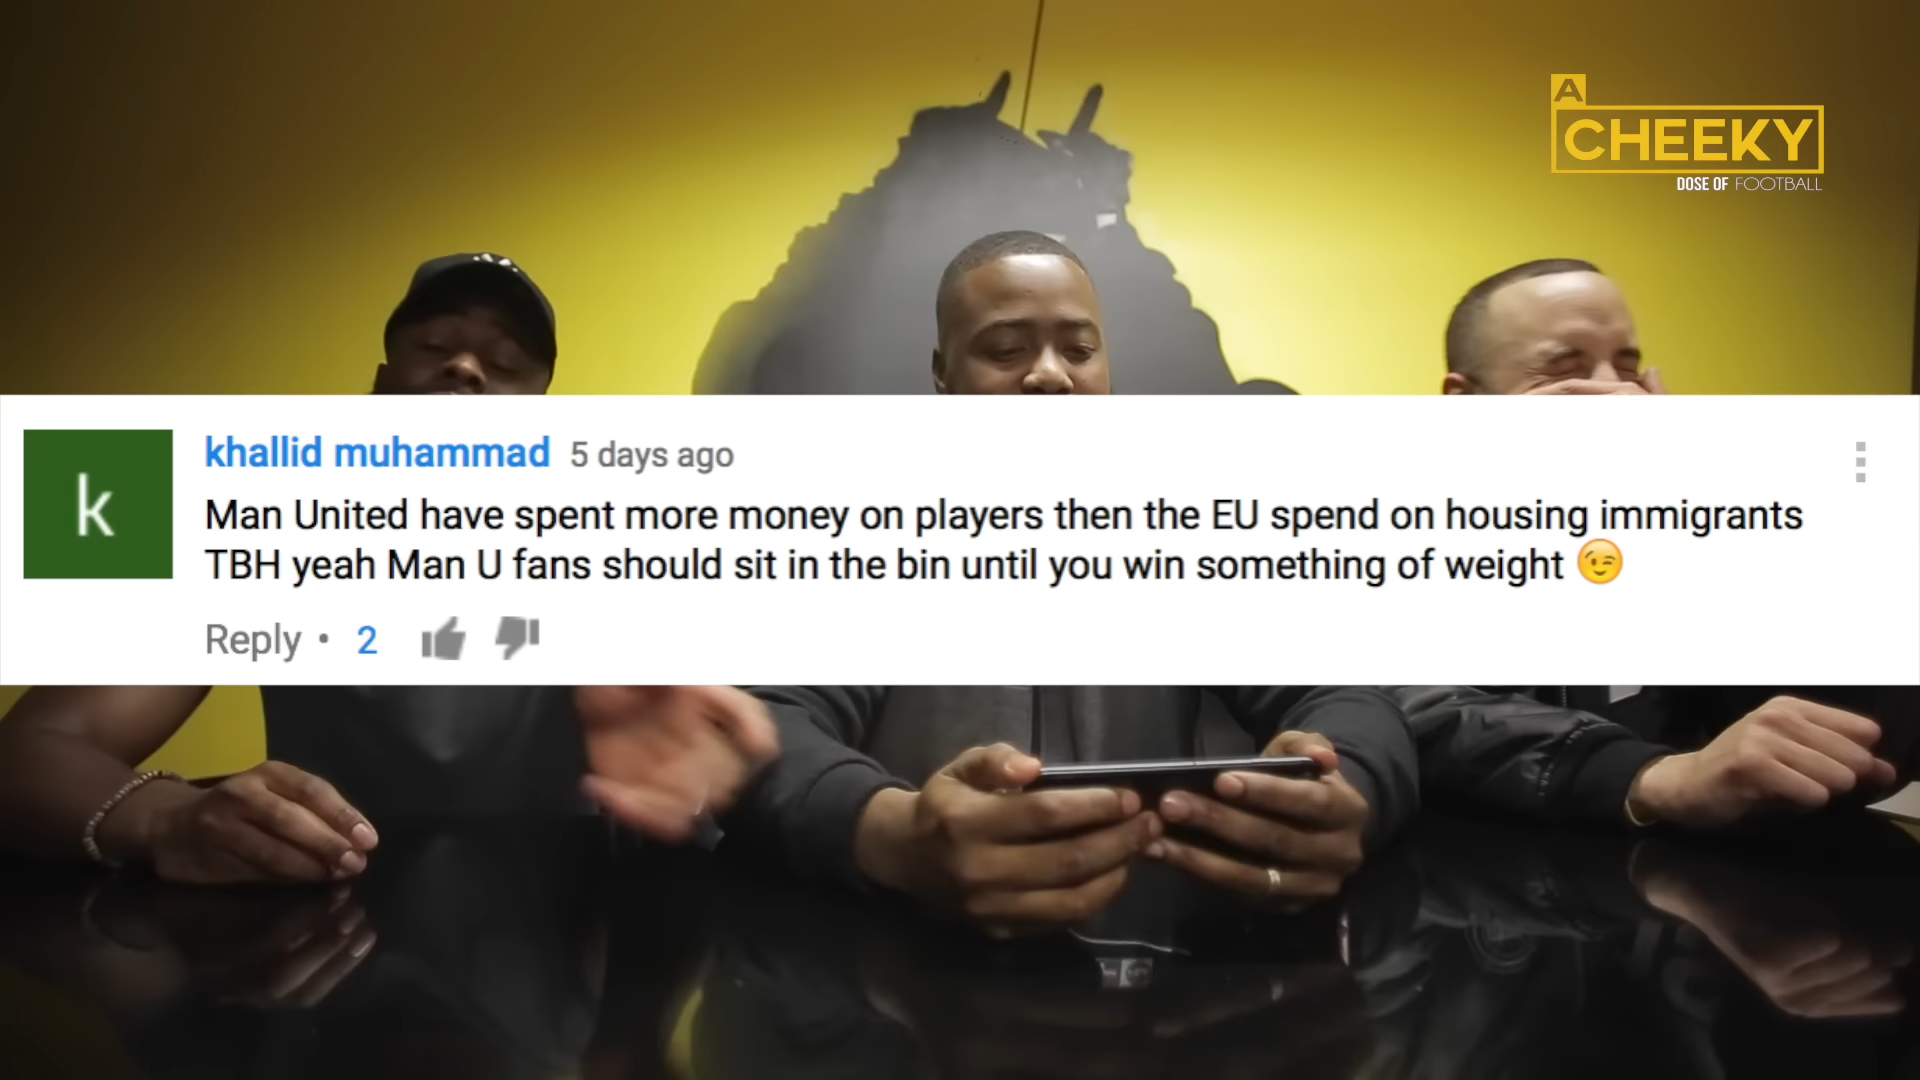 A
CHEEKY
DOSE OF FOOTBALL
k
khallid muhammad 5 days ago
Man United have spent more money on players then the EU spend on housing immigrants
TBH yeah Man U fans should sit in the bin until you win something of weight 😉
Reply • 2